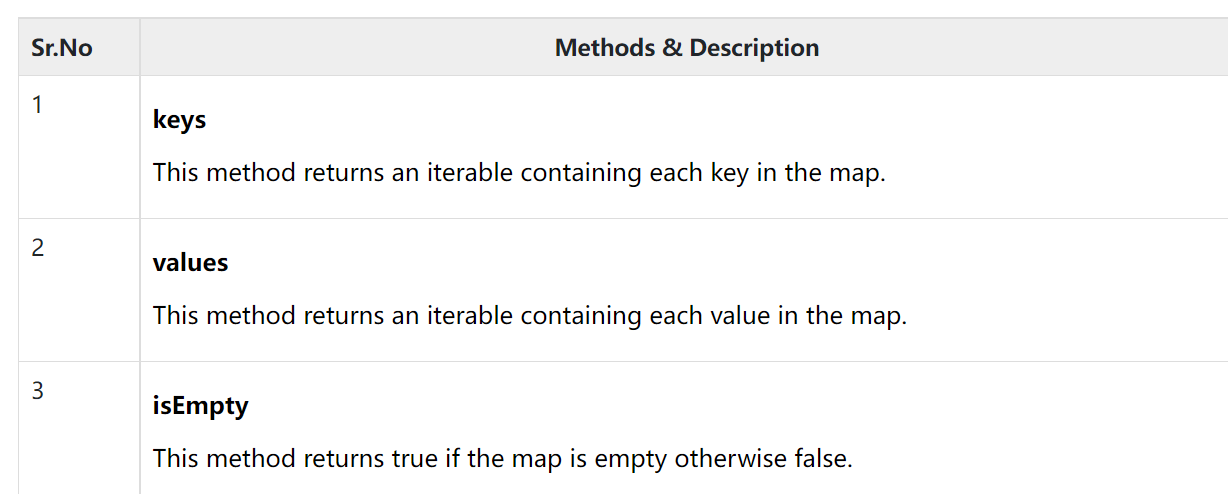 Sr.No Methods & Description
1
keys
This method returns an iterable containing each key in the map.
2
values
This method returns an iterable containing each value in the map.
3
isEmpty
This method returns true if the map is empty otherwise false.